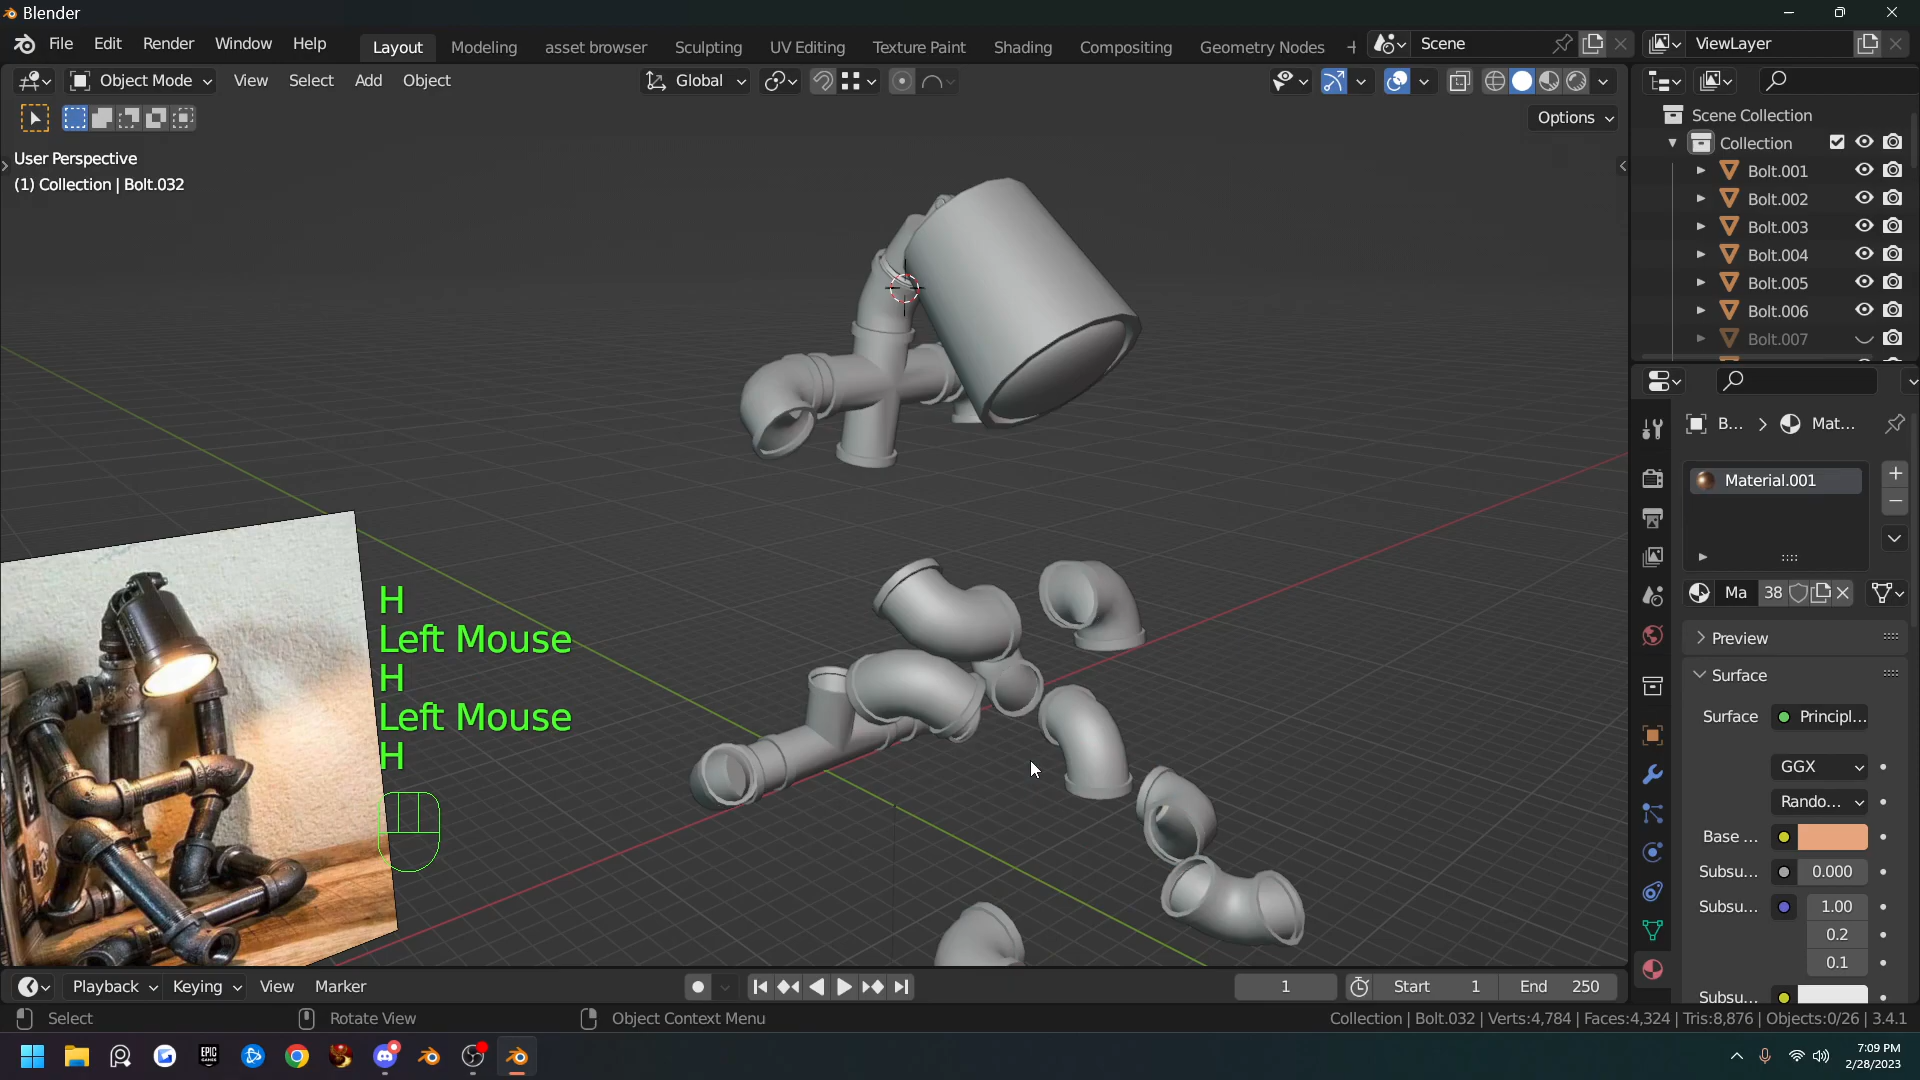 Blender
File Edit Render Window Help Layout Modeling asset browser Sculpting UV Editing Texture Paint Shading Compositing Geometry Nodes Scene ViewLayer
Object Mode View Select Add Object Global
Options
User Perspective
(1) Collection | Bolt.032
Scene Collection
Collection
Bolt.001
Bolt.002
Bolt.003
Bolt.004
Bolt.005
Bolt.006
Bolt.007
B... Mat...
Material.001
Ma 38
Preview
Surface
Surface Principl...
GGX
Rando...
Base ...
Subsu... 0.000
Subsu... 1.00
0.2
0.1
Subsu...
H
Left Mouse
H
Left Mouse
H
Playback Keying View Marker 1 Start 1 End 250
Select Rotate View Object Context Menu Collection | Bolt.032 | Verts:4,784 | Faces:4,324 | Tris:8,876 | Objects:0/26 | 3.4.1
EPIC
7:09 PM
2/28/2023